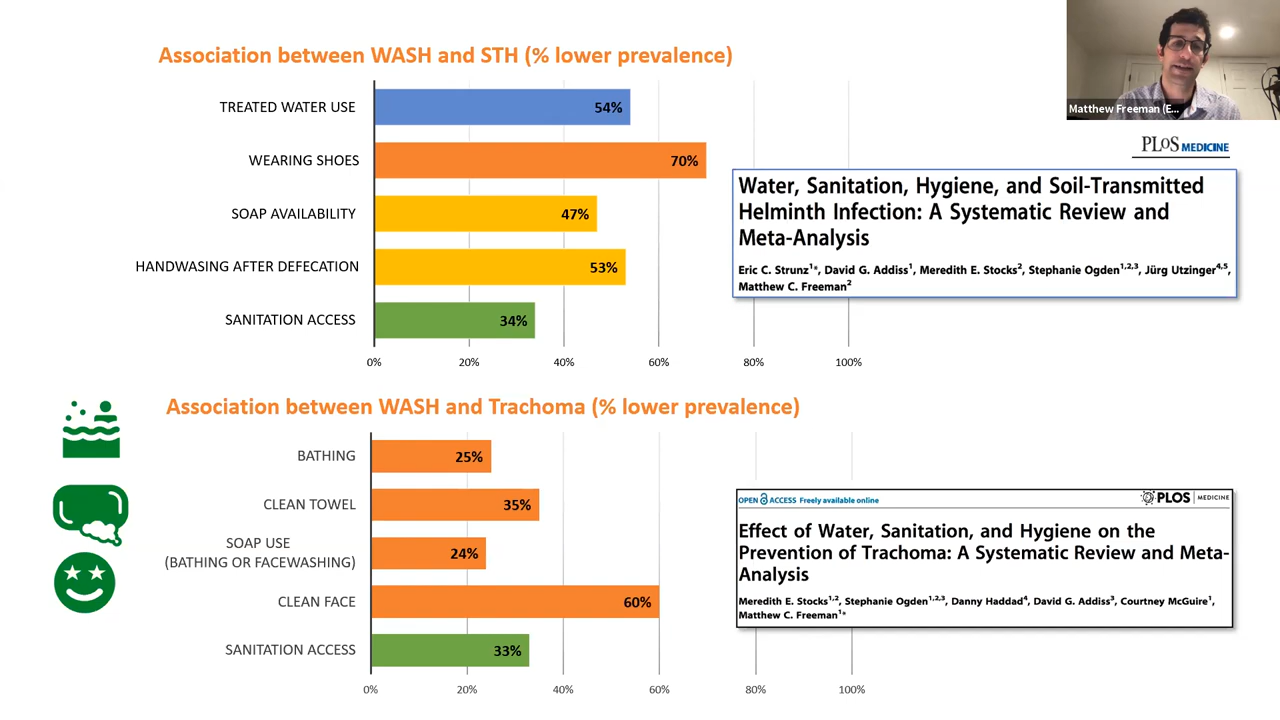 Association between WASH and STH (% lower prevalence)
TREATED WATER USE
54%
WEARING SHOES
70%
SOAP AVAILABILITY
47%
HANDWASING AFTER DEFECATION
53%
SANITATION ACCESS
34%
0%
20%
40%
60%
80%
100%
Matthew Freeman (E...
PLoS MEDICINE
Water, Sanitation, Hygiene, and Soil-Transmitted
Helminth Infection: A Systematic Review and
Meta-Analysis
Eric C. Strunz1*, David G. Addiss1, Meredith E. Stocks2, Stephanie Ogden1,2,3, Jürg Utzinger4,5,
Matthew C. Freeman2
Association between WASH and Trachoma (% lower prevalence)
BATHING
25%
CLEAN TOWEL
35%
SOAP USE
(BATHING OR FACEWASHING)
24%
CLEAN FACE
60%
SANITATION ACCESS
33%
0%
20%
40%
60%
80%
100%
OPEN ACCESS Freely available online
PLOS | MEDICINE
Effect of Water, Sanitation, and Hygiene on the
Prevention of Trachoma: A Systematic Review and Meta-
Analysis
Meredith E. Stocks1,2, Stephanie Ogden1,2,3, Danny Haddad4, David G. Addiss3, Courtney McGuire1,
Matthew C. Freeman1*